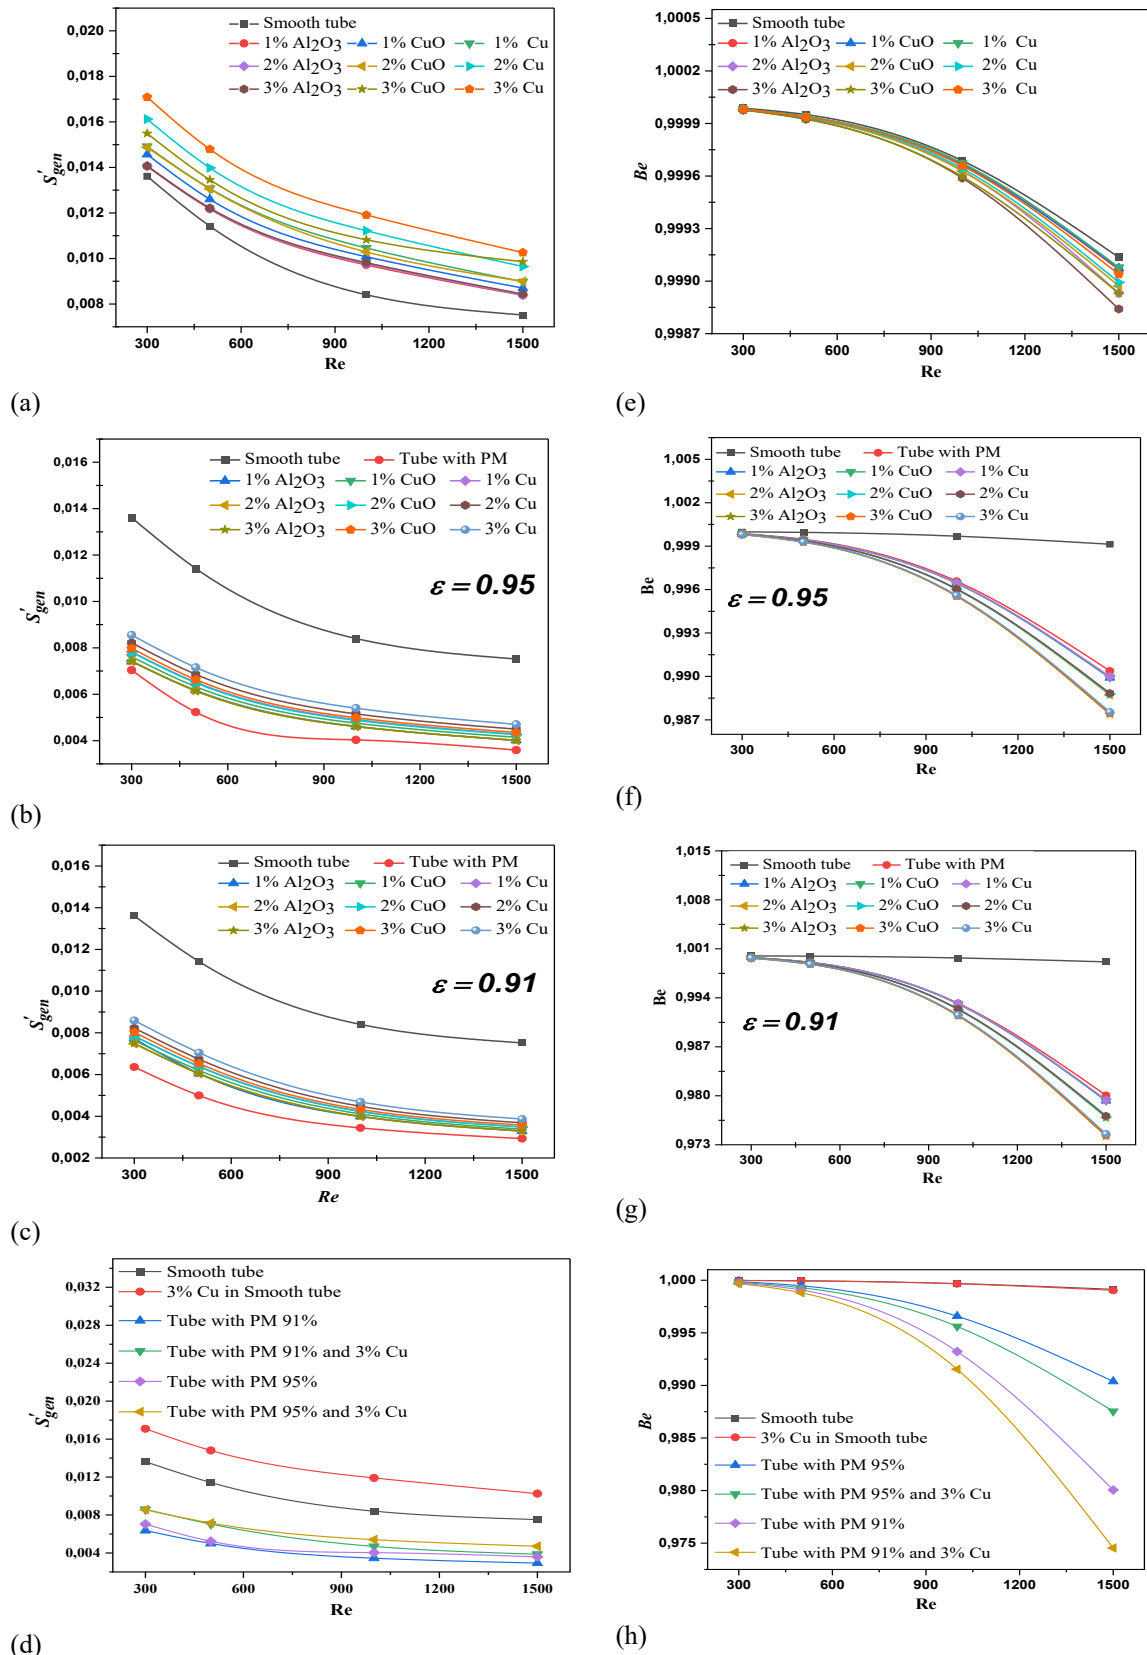 0,020
0,018
0,016
0,014
0,012
0,010
0,008
S'gen
Smooth tube
1% Al2O3 1% CuO 1% Cu
2% Al2O3 2% CuO 2% Cu
3% Al2O3 3% CuO 3% Cu
300 600 900 1200 1500
Re
(a)
1,0005
1,0002
0,9999
0,9996
0,9993
0,9990
0,9987
Be
Smooth tube
1% Al2O3 1% CuO 1% Cu
2% Al2O3 2% CuO 2% Cu
3% Al2O3 3% CuO 3% Cu
300 600 900 1200 1500
Re
(e)
0,016
0,014
0,012
0,010
0,008
0,006
0,004
S'gen
Smooth tube Tube with PM
1% Al2O3 1% CuO 1% Cu
2% Al2O3 2% CuO 2% Cu
3% Al2O3 3% CuO 3% Cu
ε = 0.95
300 600 900 1200 1500
Re
(b)
1,005
1,002
0,999
0,996
0,993
0,990
0,987
Be
Smooth tube Tube with PM
1% Al2O3 1% CuO 1% Cu
2% Al2O3 2% CuO 2% Cu
3% Al2O3 3% CuO 3% Cu
ε = 0.95
300 600 900 1200 1500
Re
(f)
0,016
0,014
0,012
0,010
0,008
0,006
0,004
0,002
S'gen
Smooth tube Tube with PM
1% Al2O3 1% CuO 1% Cu
2% Al2O3 2% CuO 2% Cu
3% Al2O3 3% CuO 3% Cu
ε = 0.91
300 600 900 1200 1500
Re
(c)
1,015
1,008
1,001
0,994
0,987
0,980
0,973
Be
Smooth tube Tube with PM
1% Al2O3 1% CuO 1% Cu
2% Al2O3 2% CuO 2% Cu
3% Al2O3 3% CuO 3% Cu
ε = 0.91
300 600 900 1200 1500
Re
(g)
0,032
0,028
0,024
0,020
0,016
0,012
0,008
0,004
S'gen
Smooth tube
3% Cu in Smooth tube
Tube with PM 91%
Tube with PM 91% and 3% Cu
Tube with PM 95%
Tube with PM 95% and 3% Cu
300 600 900 1200 1500
Re
(d)
1,000
0,995
0,990
0,985
0,980
0,975
Be
Smooth tube
3% Cu in Smooth tube
Tube with PM 95%
Tube with PM 95% and 3% Cu
Tube with PM 91%
Tube with PM 91% and 3% Cu
300 600 900 1200 1500
Re
(h)